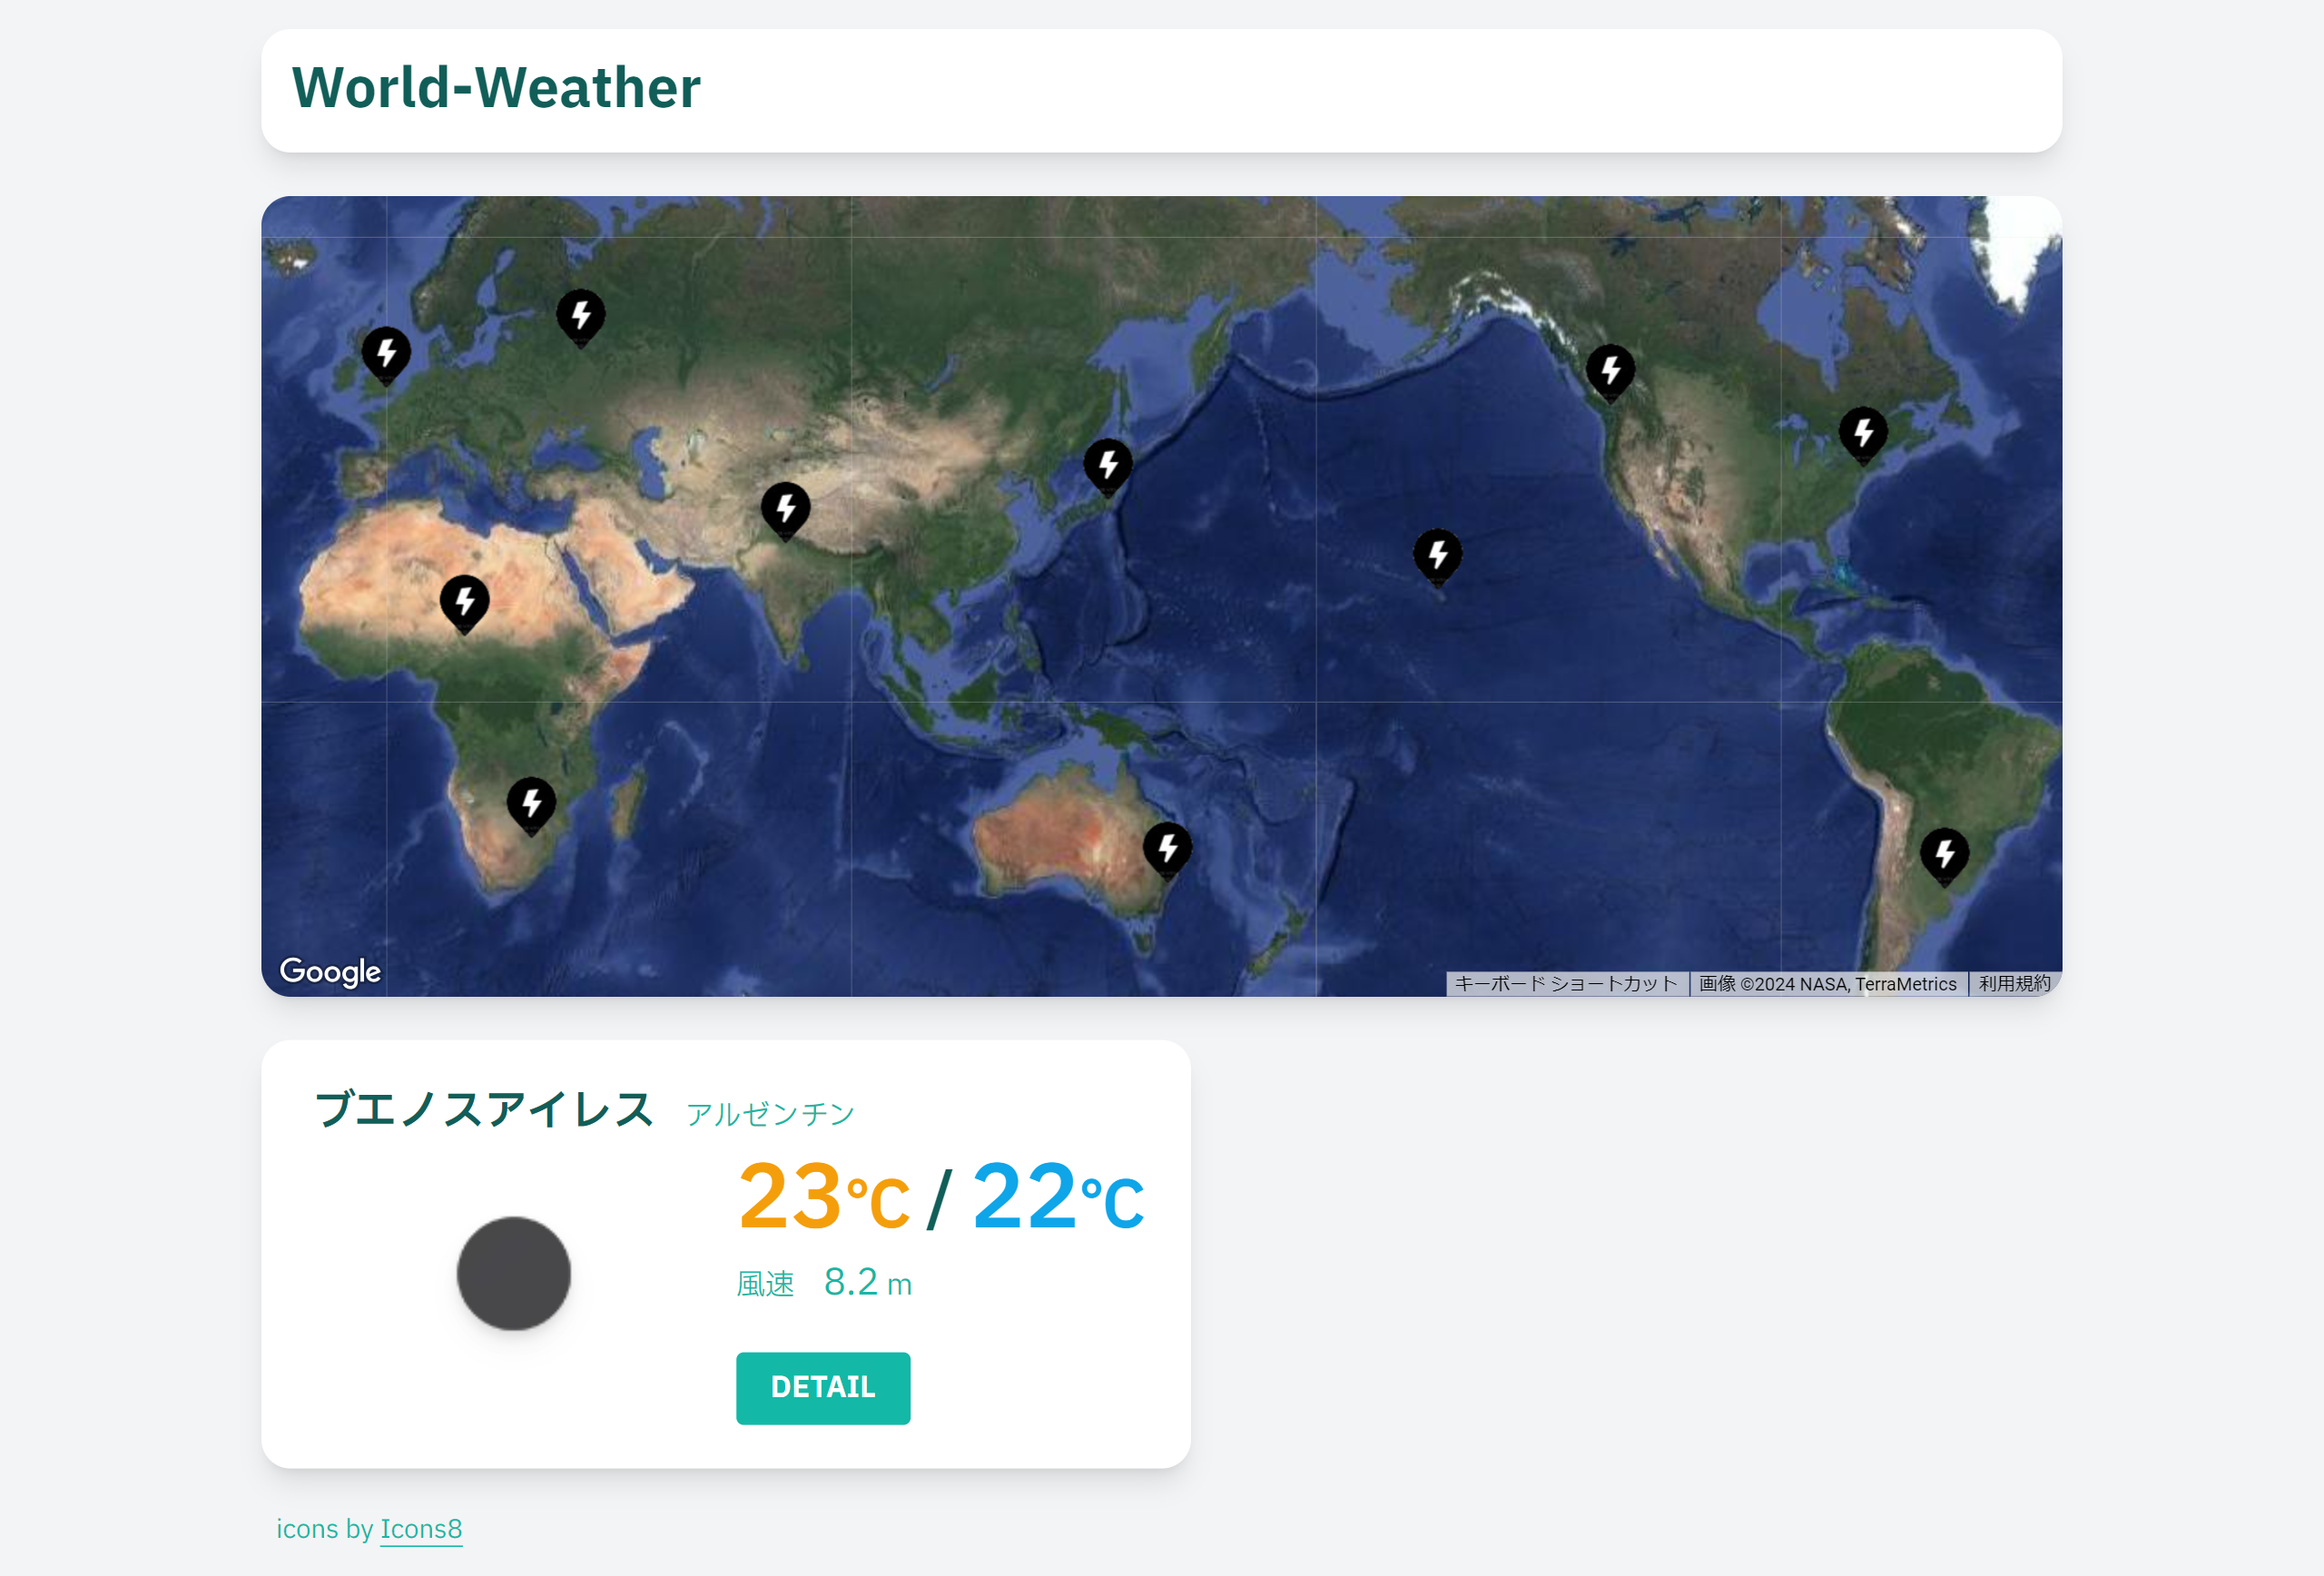 World-Weather
Google
キーボード ショートカット 画像 ©2024 NASA, TerraMetrics 利用規約
ブエノスアイレス アルゼンチン
23℃ / 22℃
風速 8.2 m
DETAIL
icons by Icons8